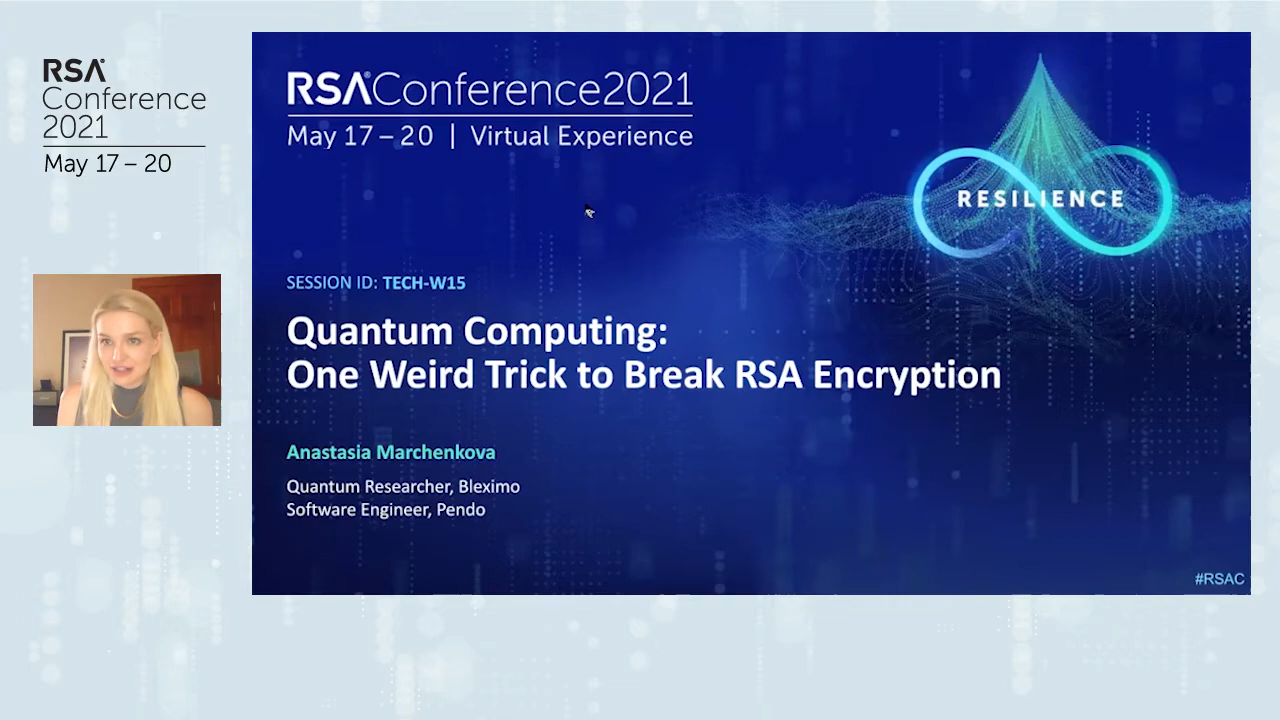 RSA
Conference
2021
May 17 – 20
RSAConference2021
May 17 – 20 | Virtual Experience
RESILIENCE
SESSION ID: TECH-W15
Quantum Computing:
One Weird Trick to Break RSA Encryption
Anastasia Marchenkova
Quantum Researcher, Bleximo
Software Engineer, Pendo
#RSAC